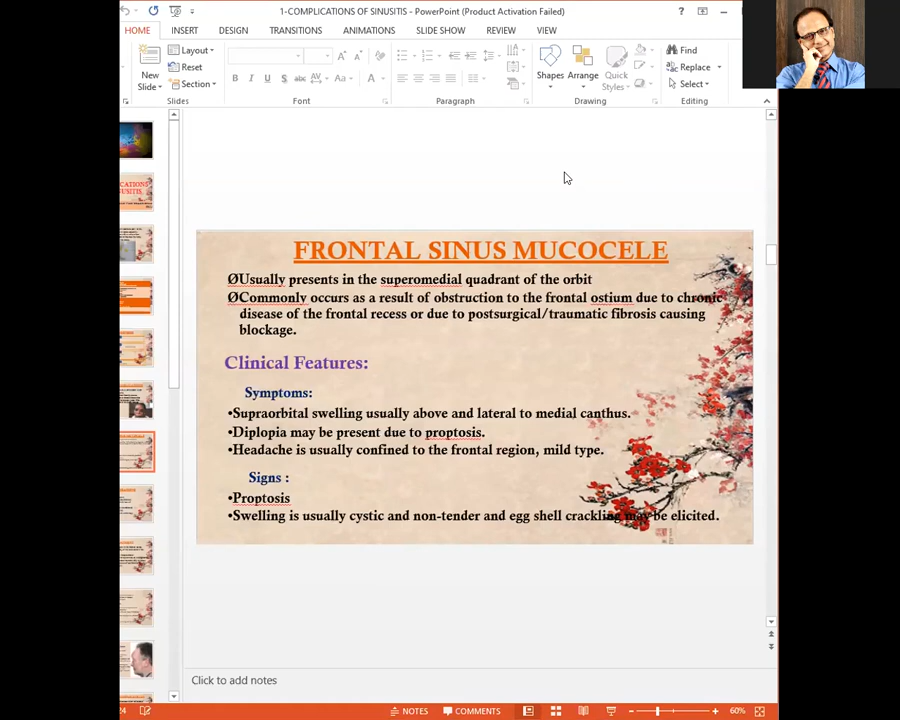 1-COMPLICATIONS OF SINUSITIS - PowerPoint (Product Activation Failed)
?
HOME INSERT DESIGN TRANSITIONS ANIMATIONS SLIDE SHOW REVIEW VIEW
New
Slide
Layout
Reset
Section
Slides
B I U S abc AV Aa A
Font
Paragraph
Shapes
Arrange
Quick
Styles
Drawing
Find
Replace
Select
Editing
FRONTAL SINUS MUCOCELE
ØUsually presents in the superomedial quadrant of the orbit
ØCommonly occurs as a result of obstruction to the frontal ostium due to chronic
disease of the frontal recess or due to postsurgical/traumatic fibrosis causing
blockage.
Clinical Features:
Symptoms:
•Supraorbital swelling usually above and lateral to medial canthus.
•Diplopia may be present due to proptosis.
•Headache is usually confined to the frontal region, mild type.
Signs :
•Proptosis
•Swelling is usually cystic and non-tender and egg shell crackling may be elicited.
Click to add notes
NOTES COMMENTS 60%